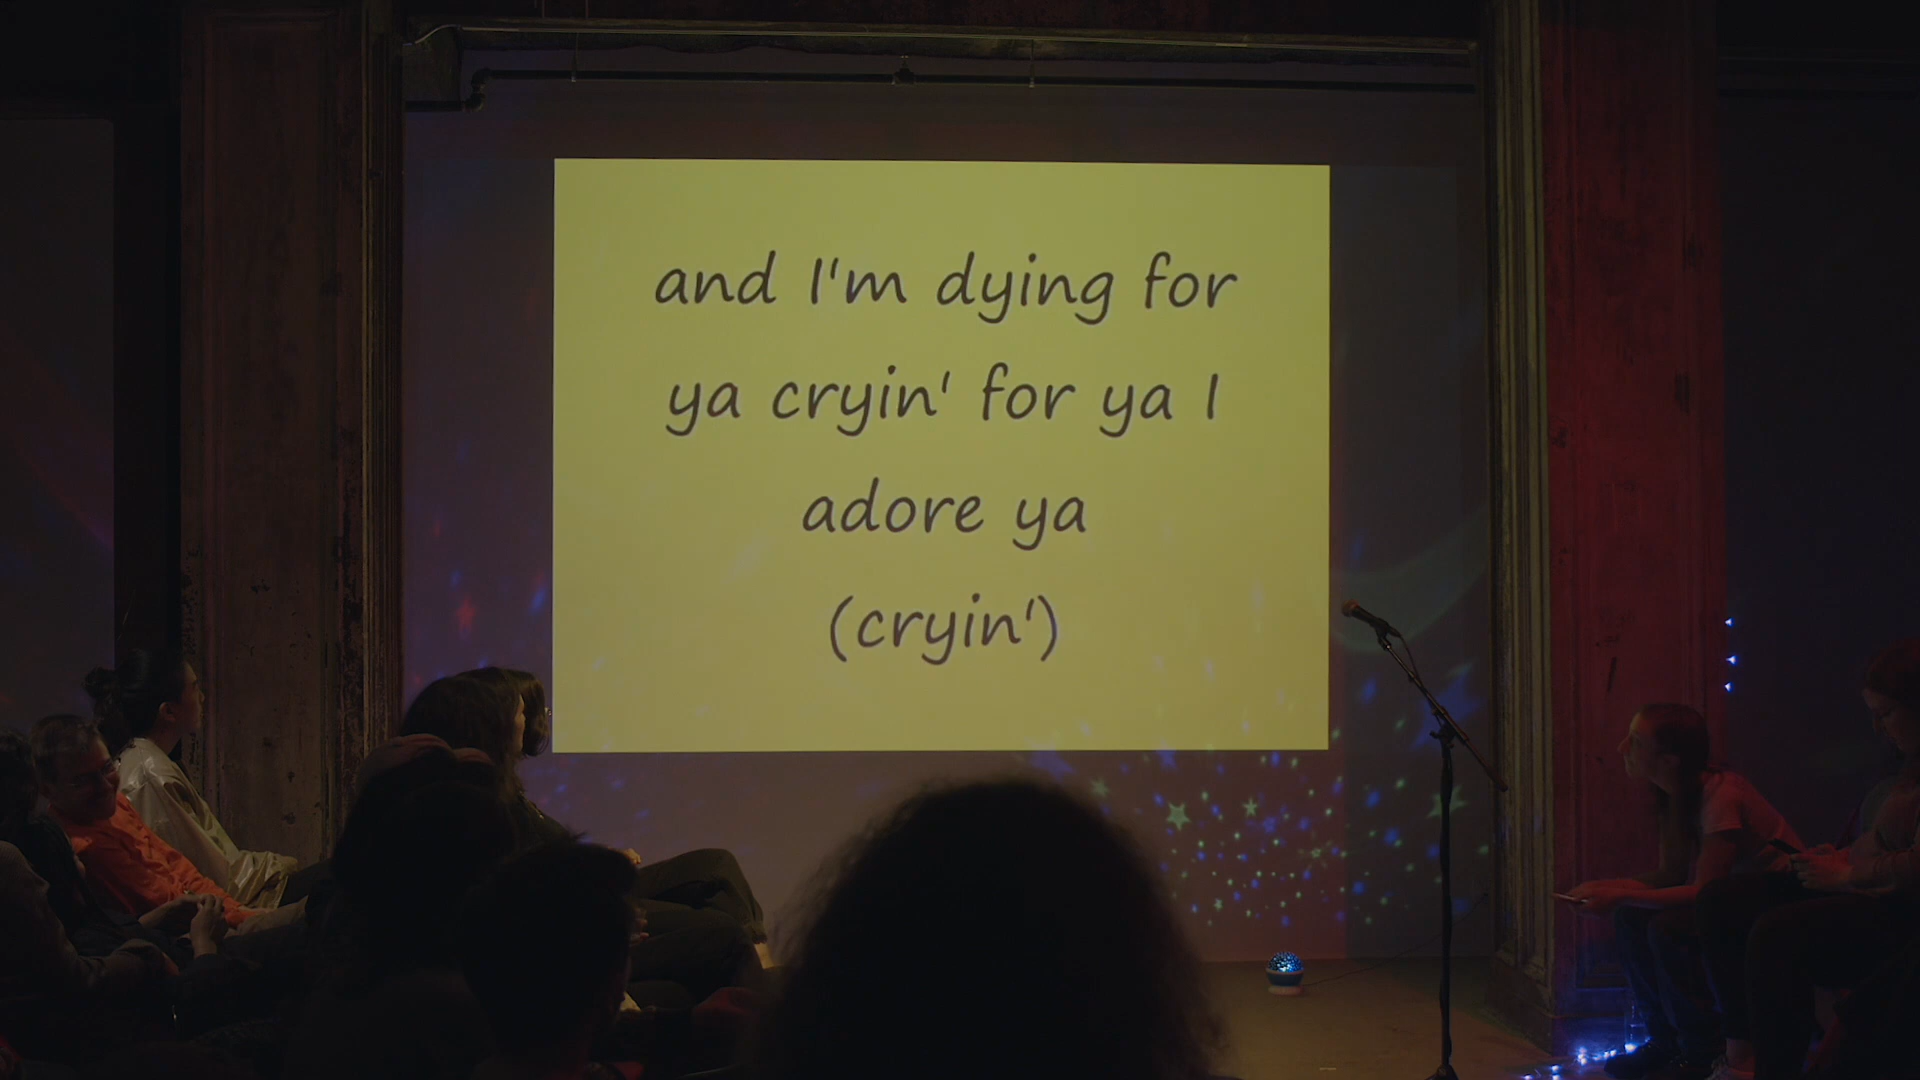 and I'm dying for
ya cryin' for ya I
adore ya
(cryin')